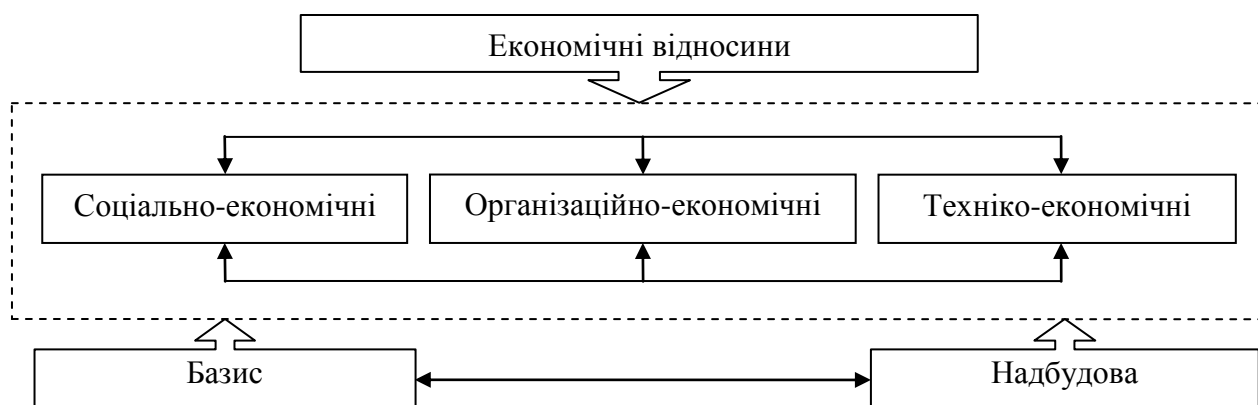 Економічні відносини
Соціально-економічні
Організаційно-економічні
Техніко-економічні
Базис
Надбудова